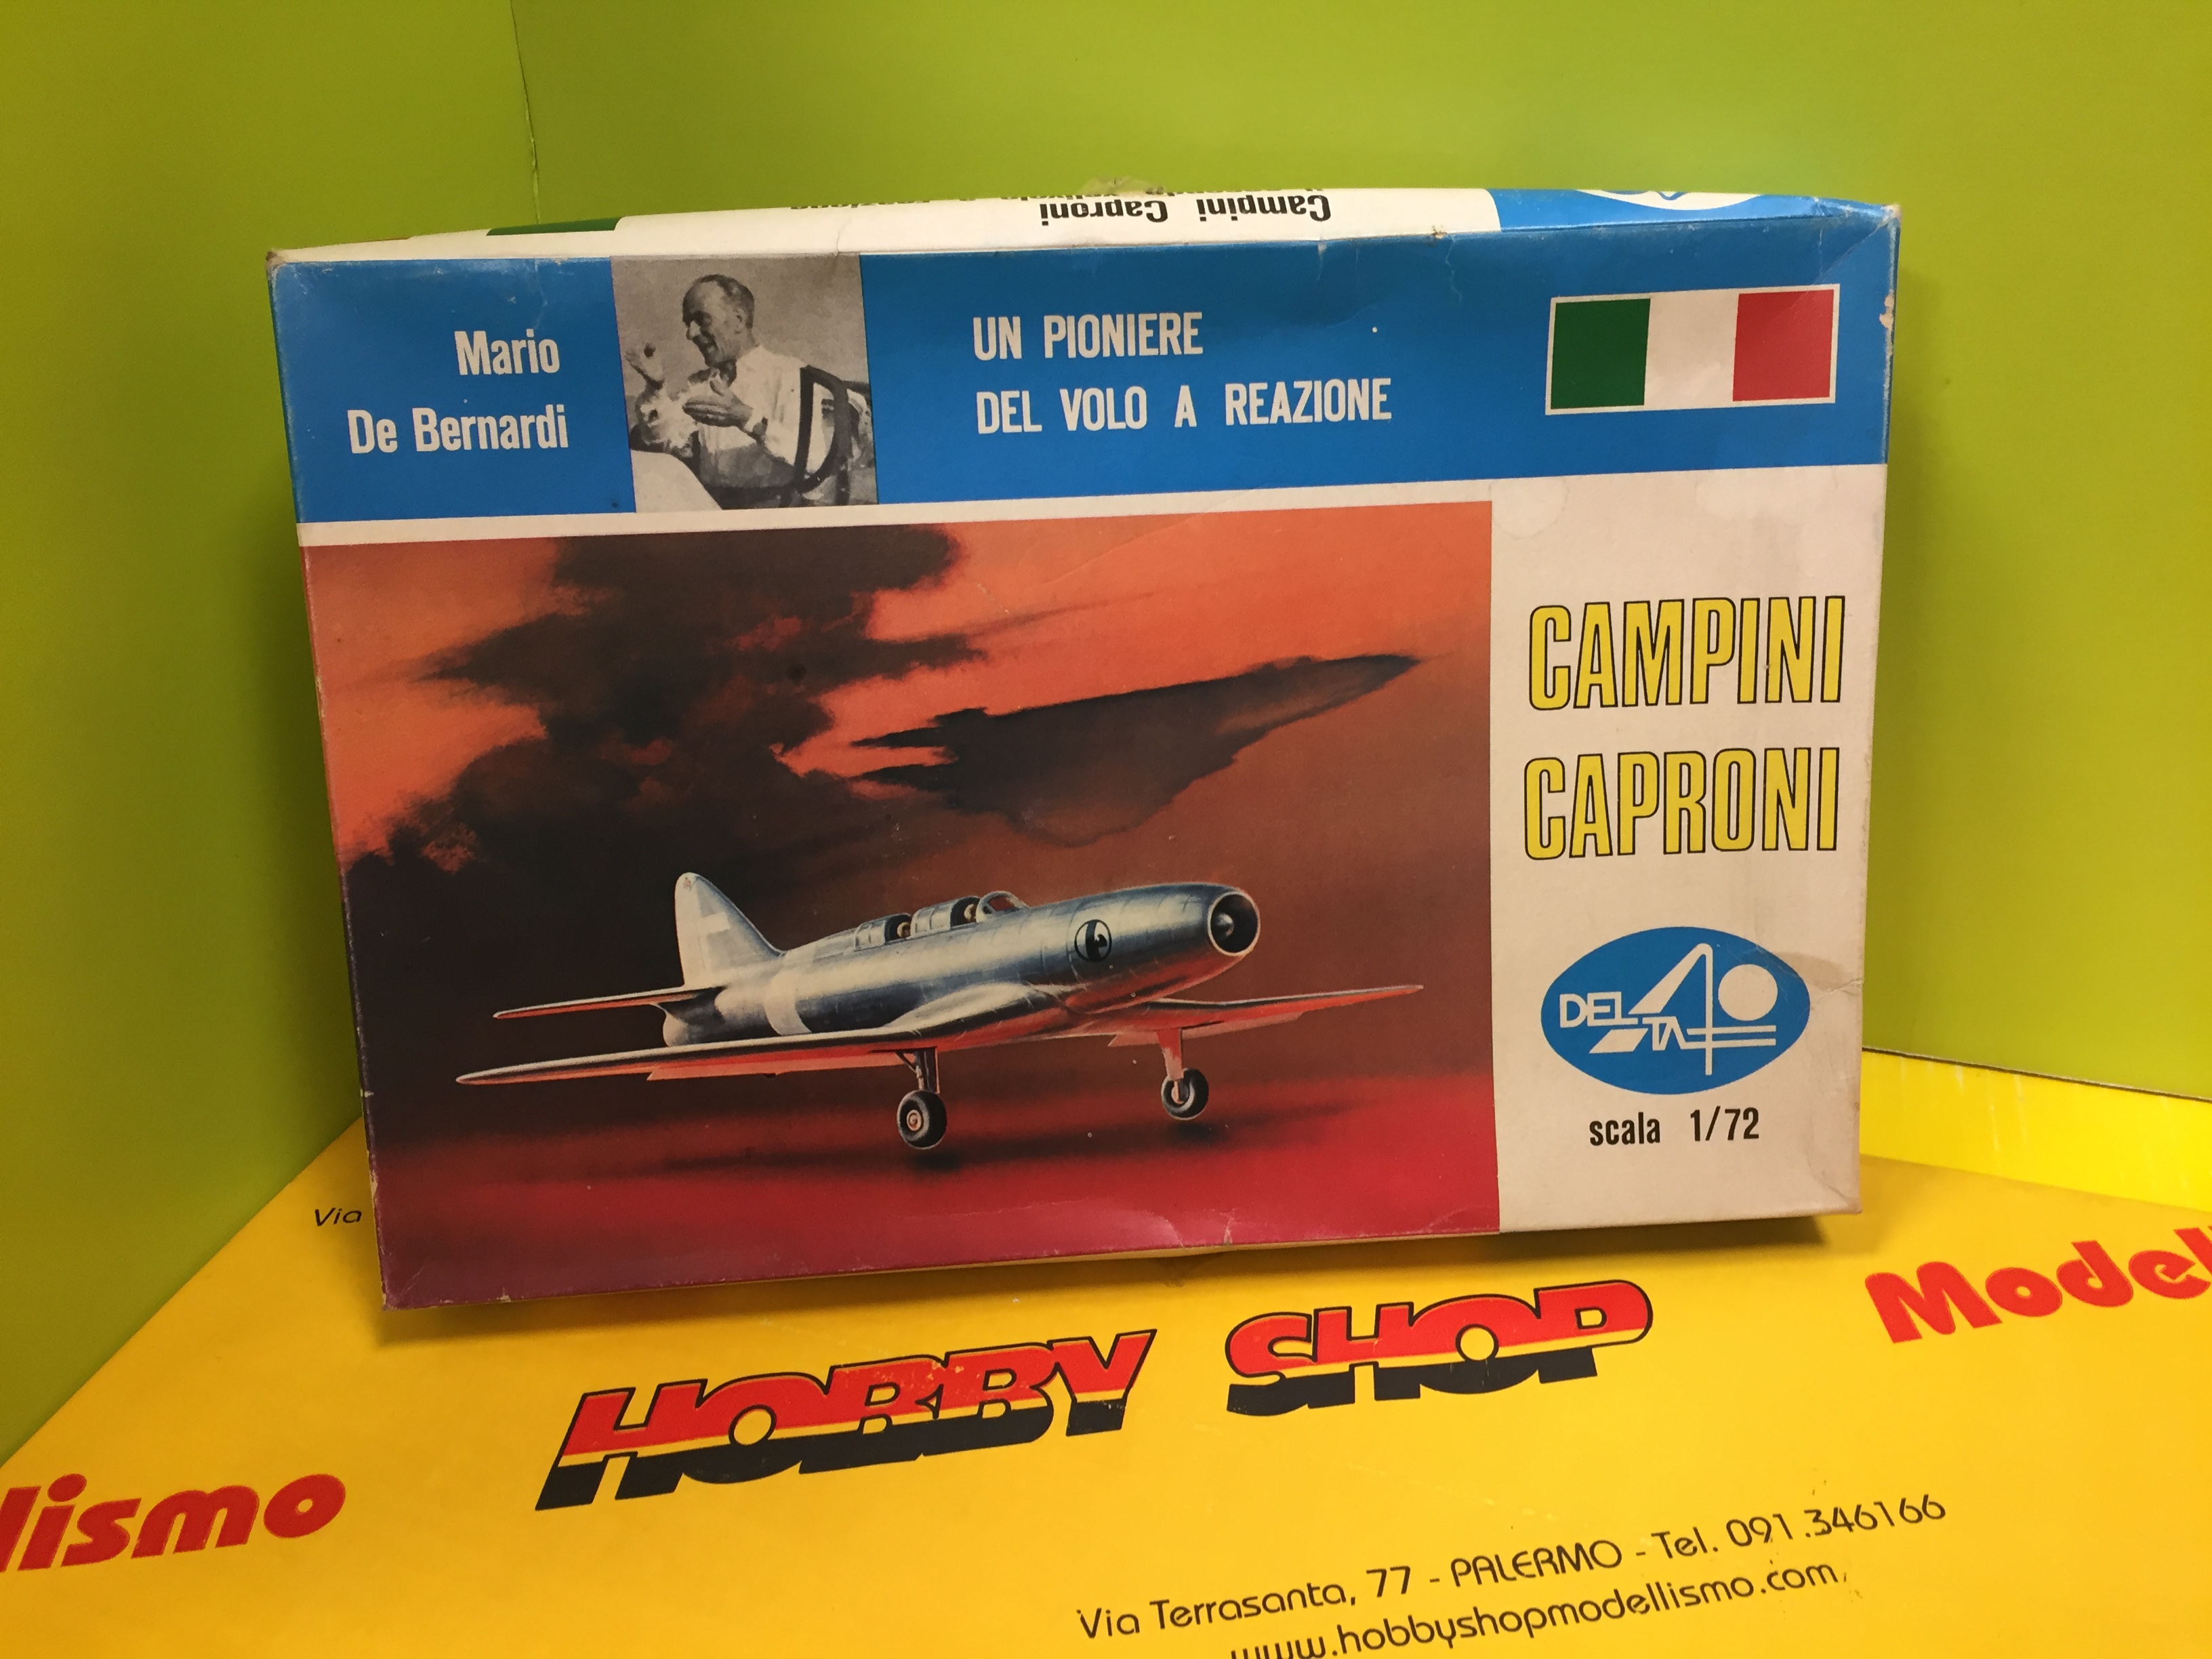 Campini Caproni
Mario
De Bernardi
UN PIONIERE
DEL VOLO A REAZIONE
CAMPINI
CAPRONI
DELTA
scala 1/72
Via
HOBBY SHOP
Model
lismo
Via Terrasanta, 77 - PALERMO - Tel. 091.346166
www.hobbyshopmodellismo.com